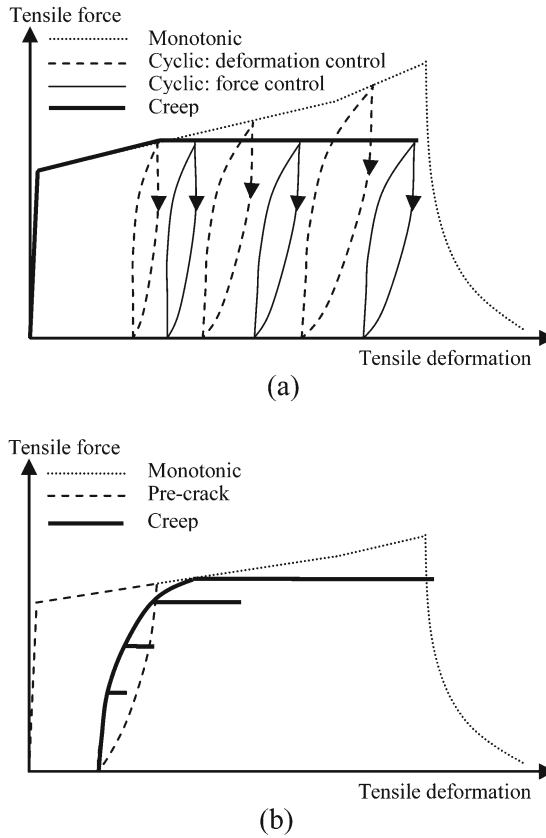 Tensile force
Monotonic
Cyclic: deformation control
Cyclic: force control
Creep
Tensile deformation
(a)
Tensile force
Monotonic
Pre-crack
Creep
Tensile deformation
(b)